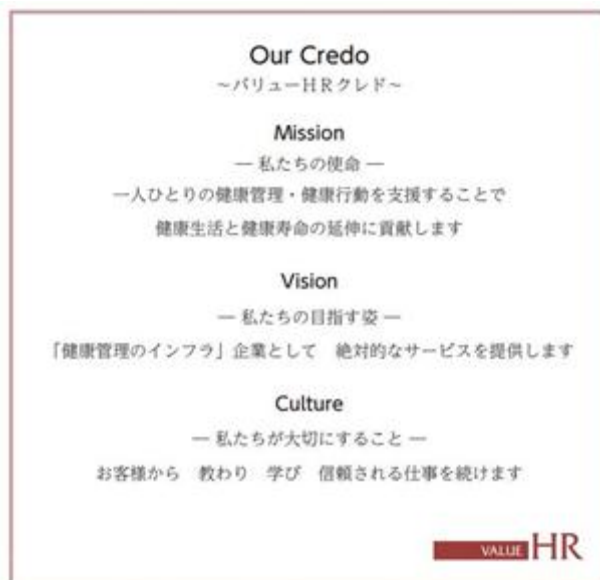 Our Credo
～バリューHRクレド～
Mission
― 私たちの使命 ―
一人ひとりの健康管理・健康行動を支援することで
健康生活と健康寿命の延伸に貢献します
Vision
― 私たちの目指す姿 ―
「健康管理のインフラ」企業として　絶対的なサービスを提供します
Culture
― 私たちが大切にすること ―
お客様から　教わり　学び　信頼される仕事を続けます
VALUE HR